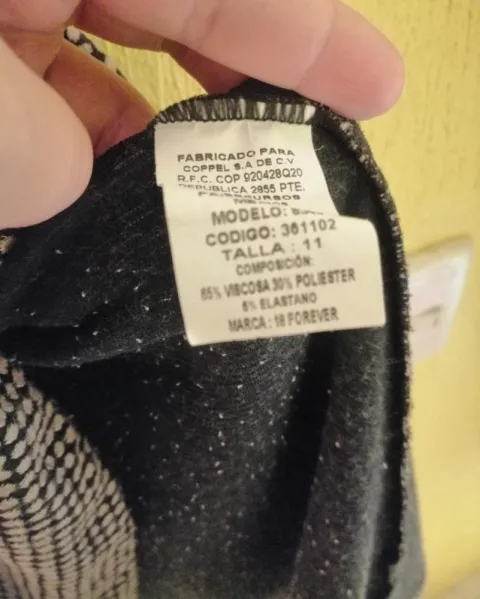 FABRICADO PARA
COPPEL S.A DE C.V
R.F.C. COP 920428Q20
REPUBLICA 2855 PTE.
MODELO:
CODIGO: 361102
TALLA : 11
COMPOSICIÓN:
65% VISCOSA 30% POLIESTER
5% ELASTANO
MARCA : 18 FOREVER